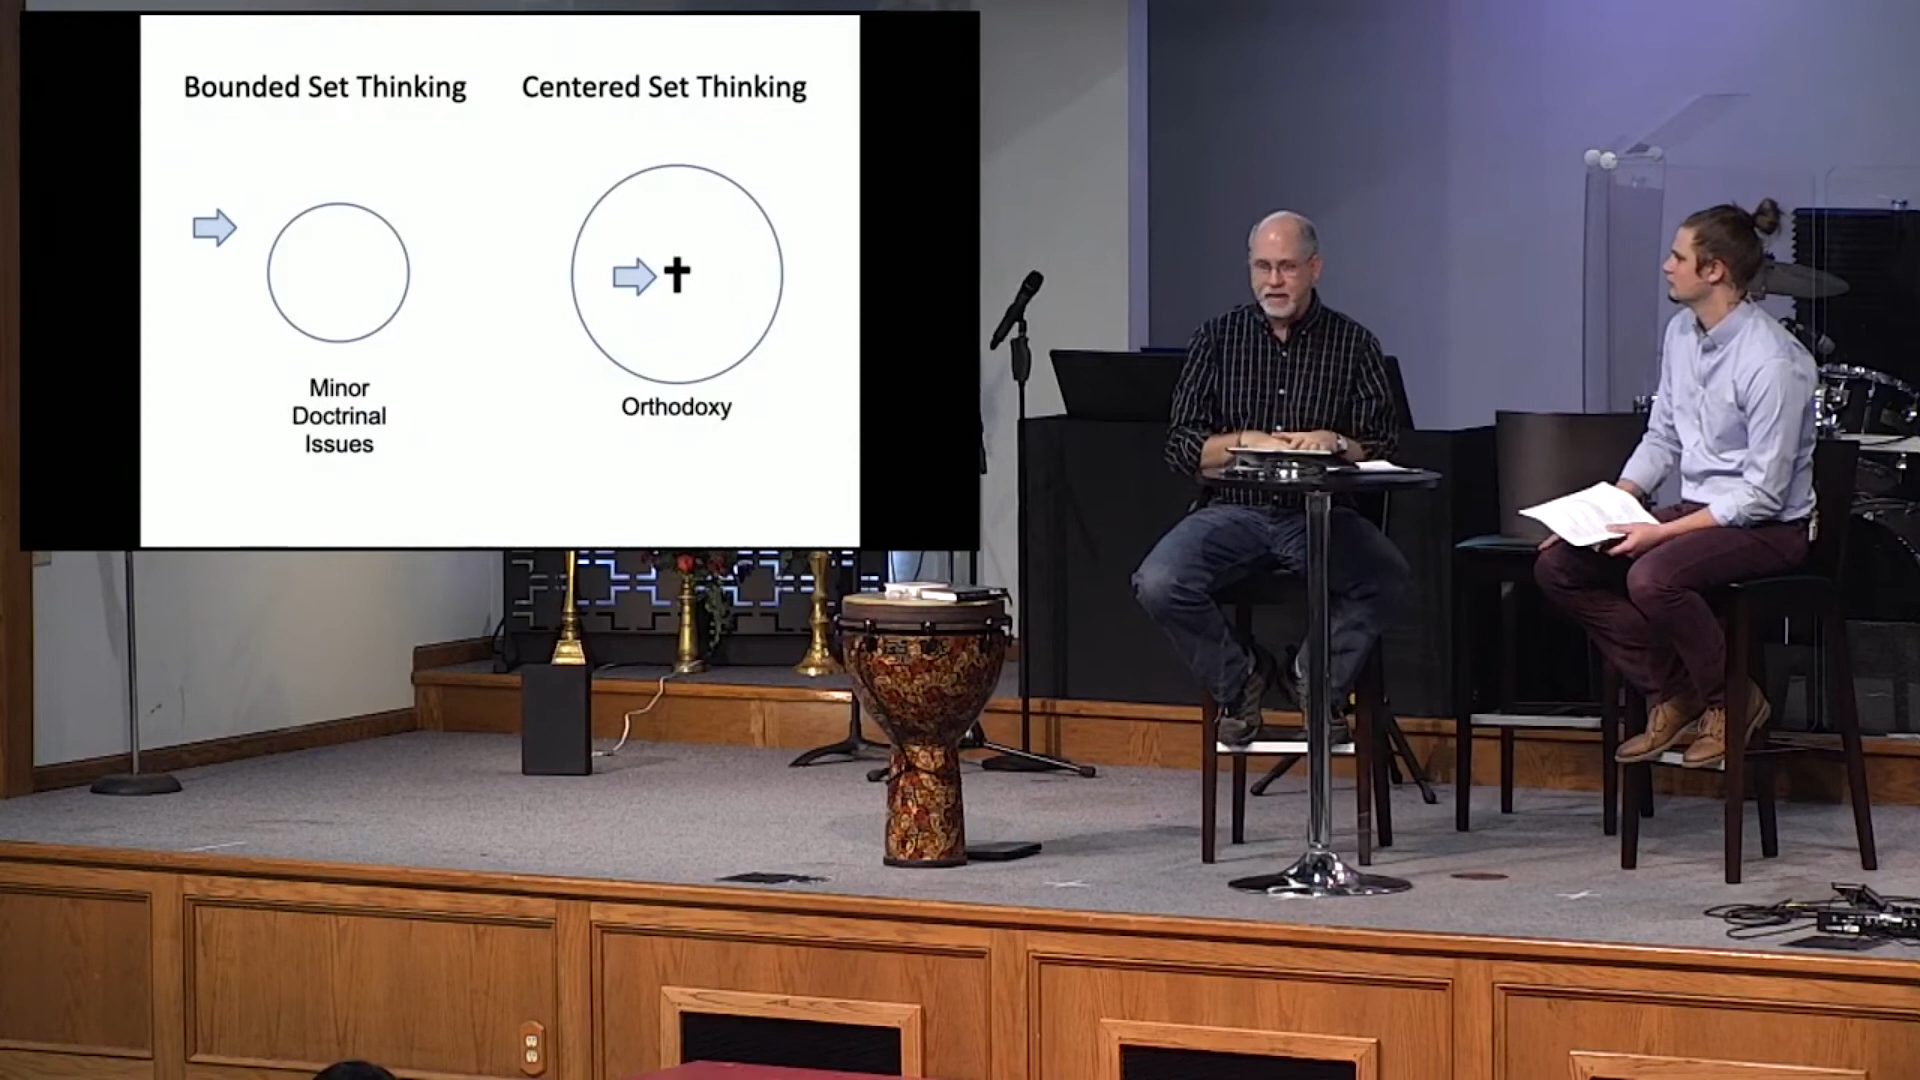 Bounded Set Thinking
Centered Set Thinking
Minor
Doctrinal
Issues
Orthodoxy